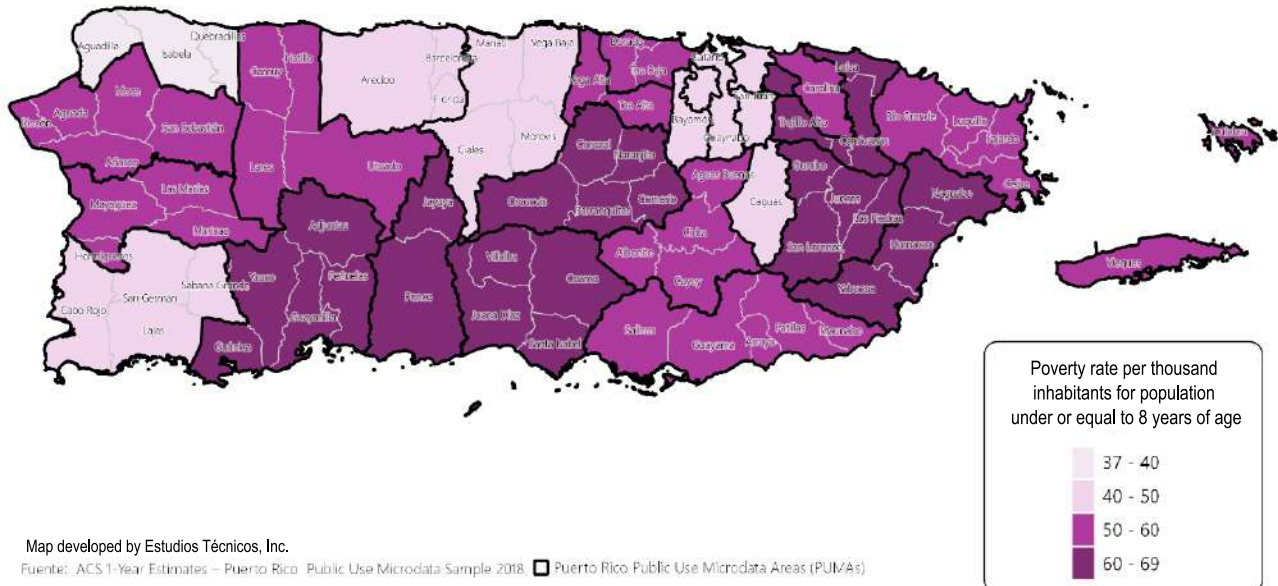 Aguadilla
Isabela
Quebradillas
Camuy
Hatillo
Arecibo
Barceloneta
Florida
Manatí
Vega Baja
Ciales
Morovis
Vega Alta
Dorado
Toa Baja
Toa Alta
Cataño
Bayamón
Guaynabo
Carolina
Trujillo Alto
Loíza
Canóvanas
Río Grande
Luquillo
Fajardo
Ceiba
Culebra
Vieques
Rincón
Aguada
Moca
San Sebastián
Añasco
Lares
Utuado
Las Marías
Mayagüez
Maricao
Hormigueros
Cabo Rojo
San Germán
Sabana Grande
Lajas
Adjuntas
Jayuya
Yauco
Peñuelas
Guayanilla
Guánica
Ponce
Corozal
Naranjito
Orocovis
Barranquitas
Comerío
Villalba
Coamo
Juana Díaz
Santa Isabel
Aguas Buenas
Caguas
Cidra
Aibonito
Cayey
Gurabo
Juncos
Las Piedras
San Lorenzo
Naguabo
Humacao
Yabucoa
Salinas
Guayama
Arroyo
Patillas
Maunabo
Poverty rate per thousand
inhabitants for population
under or equal to 8 years of age
37 - 40
40 - 50
50 - 60
60 - 69
Map developed by Estudios Técnicos, Inc.
Fuente: ACS 1-Year Estimates – Puerto Rico Public Use Microdata Sample 2018 Puerto Rico Public Use Microdata Areas (PUMAs)